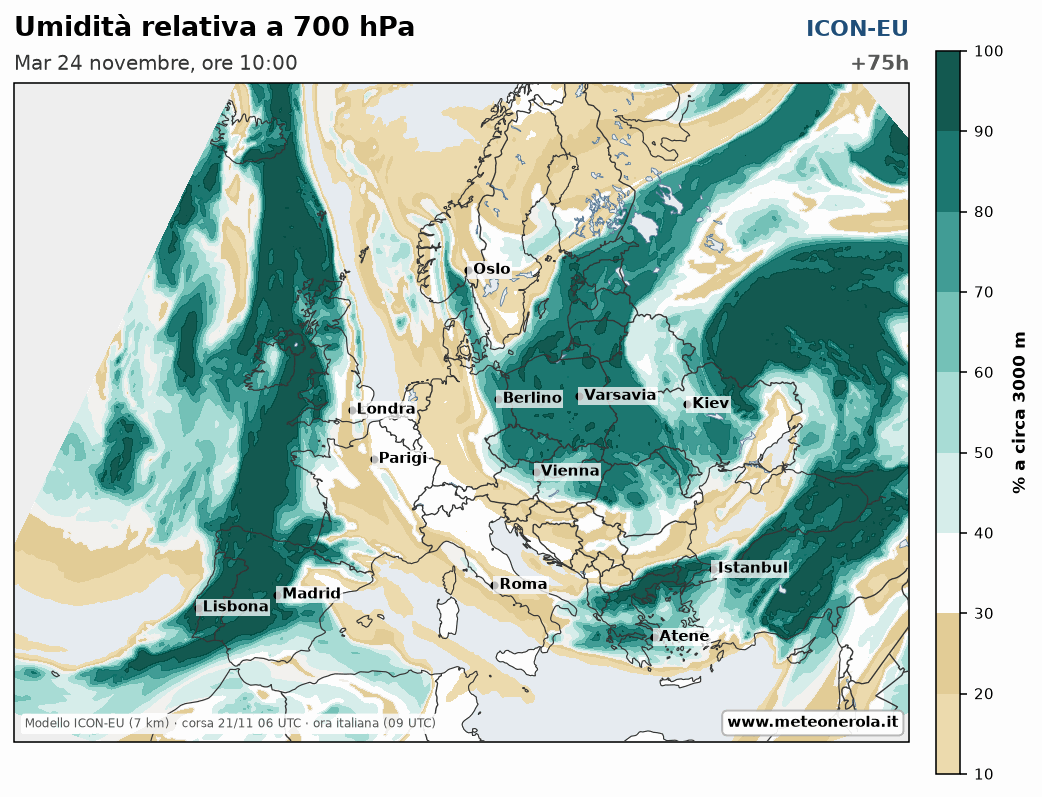 Umidità relativa a 700 hPa
ICON-EU
Mar 24 novembre, ore 10:00
+75h
100
90
80
70
60
50
40
30
20
10
% a circa 3000 m
Oslo
Berlino
Varsavia
Kiev
Londra
Parigi
Vienna
Istanbul
Roma
Madrid
Lisbona
Atene
Modello ICON-EU (7 km) · corsa 21/11 06 UTC · ora italiana (09 UTC)
www.meteonerola.it